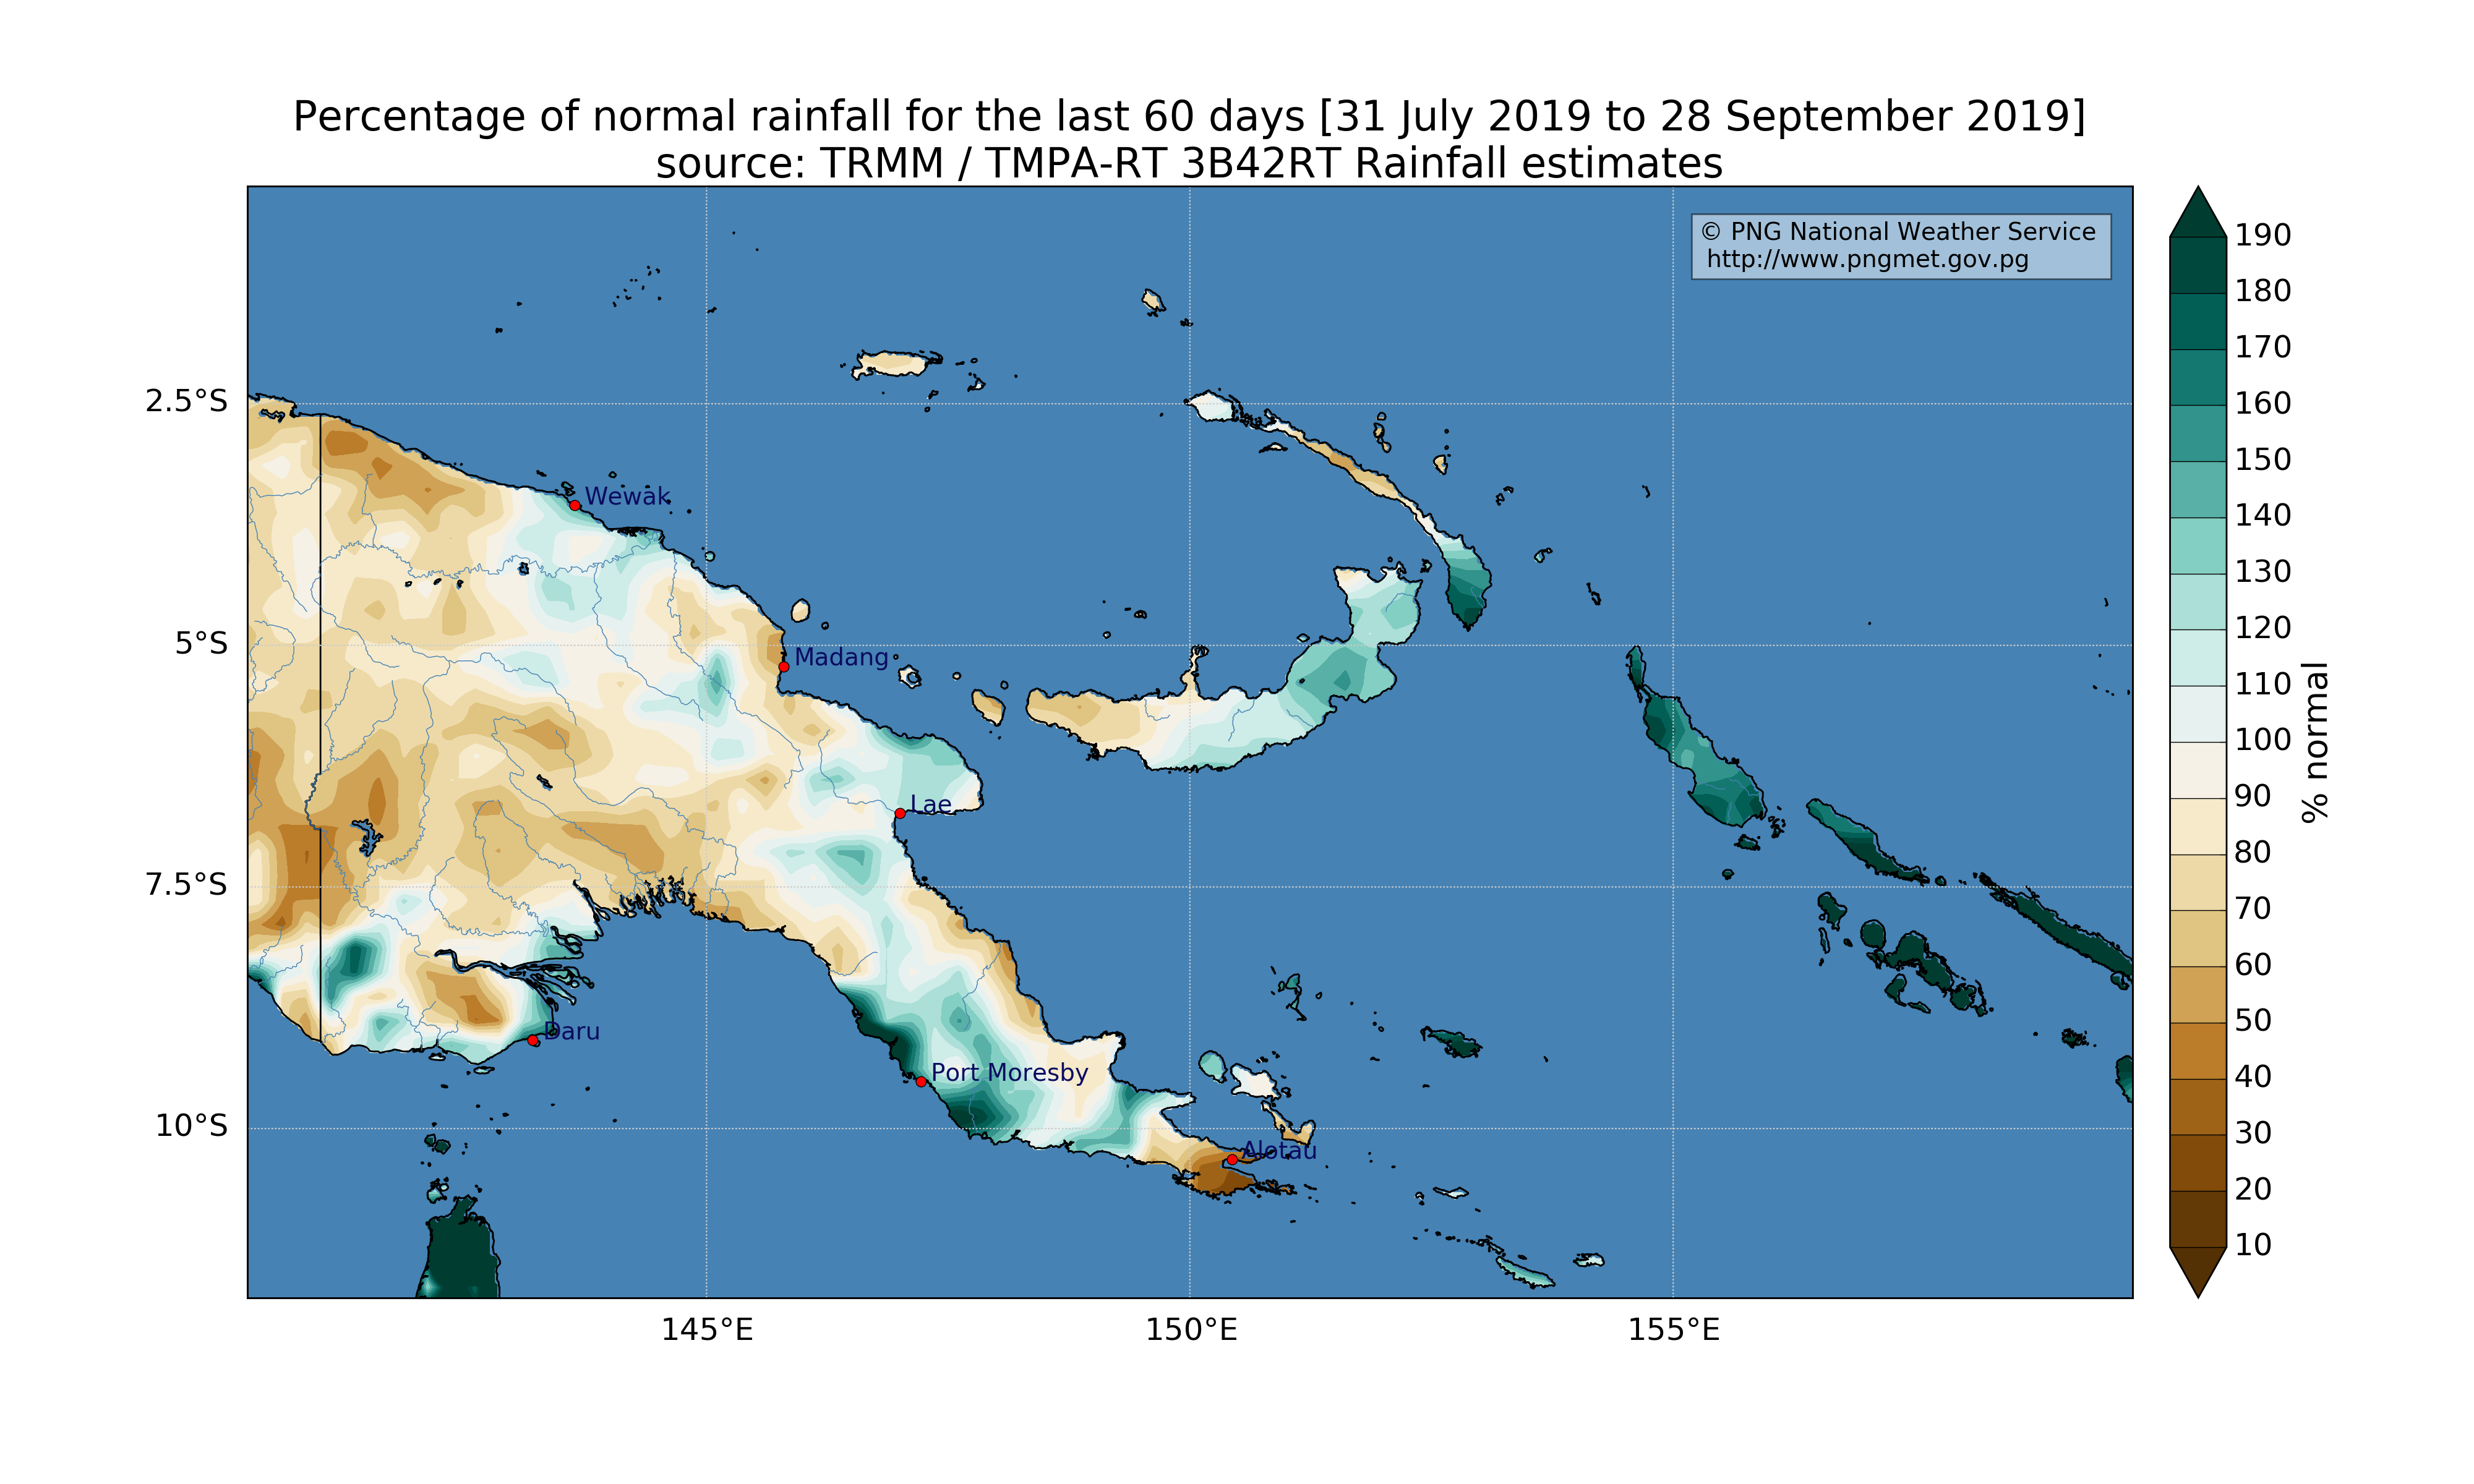 Percentage of normal rainfall for the last 60 days [31 July 2019 to 28 September 2019]
source: TRMM / TMPA-RT 3B42RT Rainfall estimates
© PNG National Weather Service
http://www.pngmet.gov.pg
2.5°S
5°S
7.5°S
10°S
Wewak
Madang
Lae
Daru
Port Moresby
Alotau
145°E
150°E
155°E
190
180
170
160
150
140
130
120
110
100
90
80
70
60
50
40
30
20
10
% normal